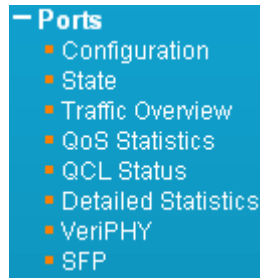 Ports
Configuration
State
Traffic Overview
QoS Statistics
QCL Status
Detailed Statistics
VeriPHY
SFP